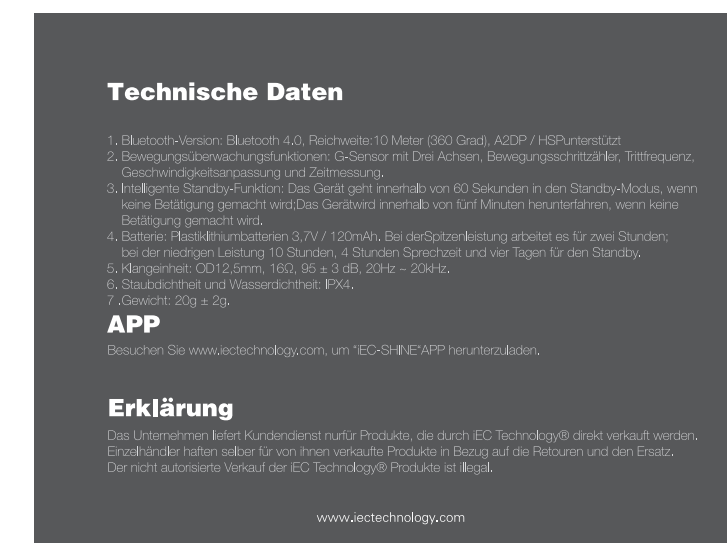 Technische Daten
1. Bluetooth-Version: Bluetooth 4.0, Reichweite:10 Meter (360 Grad), A2DP / HSPunterstützt
2. Bewegungsüberwachungsfunktionen: G-Sensor mit Drei Achsen, Bewegungsschrittzähler, Trittfrequenz,
Geschwindigkeitsanpassung und Zeitmessung.
3. Intelligente Standby-Funktion: Das Gerät geht innerhalb von 60 Sekunden in den Standby-Modus, wenn
keine Betätigung gemacht wird;Das Gerätwird innerhalb von fünf Minuten herunterfahren, wenn keine
Betätigung gemacht wird.
4. Batterie: Plastiklithiumbatterien 3,7V / 120mAh. Bei derSpitzenleistung arbeitet es für zwei Stunden;
bei der niedrigen Leistung 10 Stunden, 4 Stunden Sprechzeit und vier Tagen für den Standby.
5. Klangeinheit: OD12,5mm, 16Ω, 95 ± 3 dB, 20Hz ~ 20kHz.
6. Staubdichtheit und Wasserdichtheit: IPX4.
7 .Gewicht: 20g ± 2g.
APP
Besuchen Sie www.iectechnology.com, um "iEC-SHINE"APP herunterzuladen.
Erklärung
Das Unternehmen liefert Kundendienst nurfür Produkte, die durch iEC Technology® direkt verkauft werden.
Einzelhändler haften selber für von ihnen verkaufte Produkte in Bezug auf die Retouren und den Ersatz.
Der nicht autorisierte Verkauf der iEC Technology® Produkte ist illegal.
www.iectechnology.com